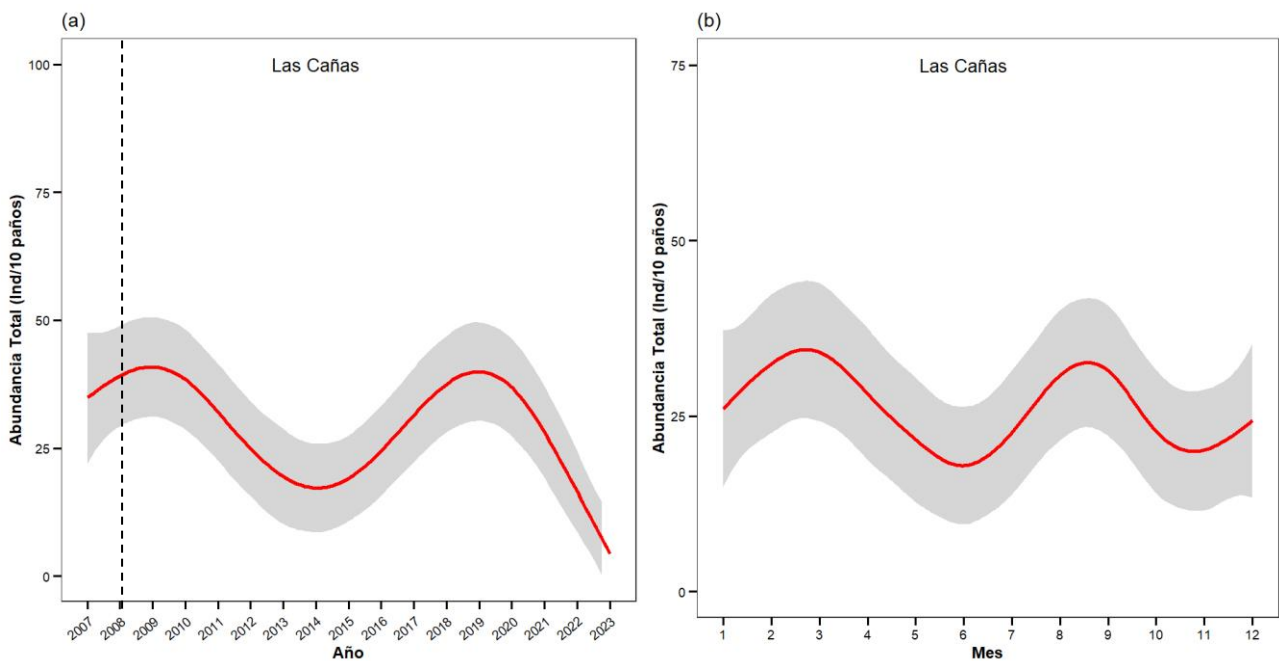 (a)
Las Cañas
100
75
50
25
0
Abundancia Total (Ind/10 paños)
2007 2008 2009 2010 2011 2012 2013 2014 2015 2016 2017 2018 2019 2020 2021 2022 2023
Año
(b)
Las Cañas
75
50
25
0
Abundancia Total (Ind/10 paños)
1 2 3 4 5 6 7 8 9 10 11 12
Mes